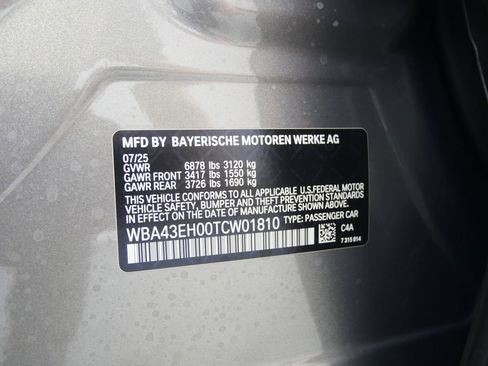 MFD BY BAYERISCHE MOTOREN WERKE AG
07/25
GVWR 6878 lbs 3120 kg
GAWR FRONT 3417 lbs 1550 kg
GAWR REAR 3726 lbs 1690 kg
THIS VEHICLE CONFORMS TO ALL APPLICABLE U.S.FEDERAL MOTOR
VEHICLE SAFETY, BUMPER AND THEFT PREVENTION STANDARDS
IN EFFECT ON THE DATE OF MANUFACTURE SHOWN ABOVE.
WBA43EH00TCW01810 TYPE: PASSENGER CAR
C4A
7 315 814